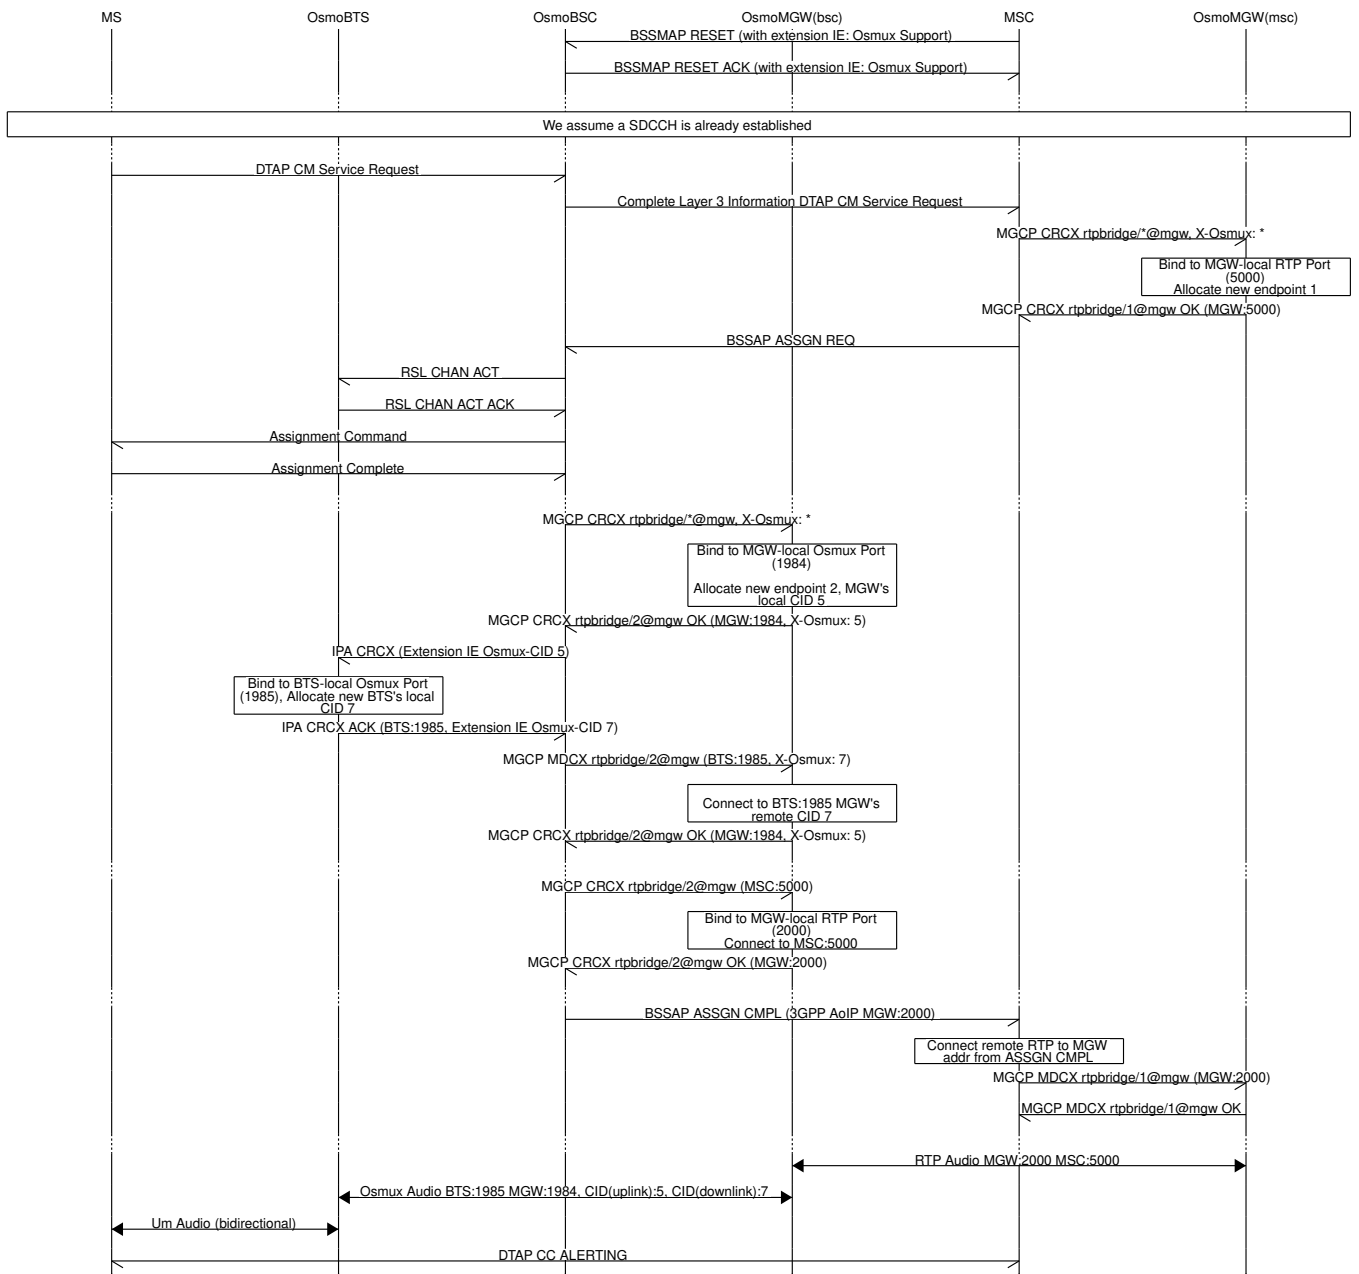 MS OsmoBTS OsmoBSC OsmoMGW(bsc) MSC OsmoMGW(msc)
BSSMAP RESET (with extension IE: Osmux Support)
BSSMAP RESET ACK (with extension IE: Osmux Support)
We assume a SDCCH is already established
DTAP CM Service Request
Complete Layer 3 Information DTAP CM Service Request
MGCP CRCX rtpbridge/*@mgw, X-Osmux: *
Bind to MGW-local RTP Port
(5000)
Allocate new endpoint 1
MGCP CRCX rtpbridge/1@mgw OK (MGW:5000)
BSSAP ASSGN REQ
RSL CHAN ACT
RSL CHAN ACT ACK
Assignment Command
Assignment Complete
MGCP CRCX rtpbridge/*@mgw, X-Osmux: *
Bind to MGW-local Osmux Port
(1984)
Allocate new endpoint 2, MGW's
local CID 5
MGCP CRCX rtpbridge/2@mgw OK (MGW:1984, X-Osmux: 5)
IPA CRCX (Extension IE Osmux-CID 5)
Bind to BTS-local Osmux Port
(1985), Allocate new BTS's local
CID 7
IPA CRCX ACK (BTS:1985, Extension IE Osmux-CID 7)
MGCP MDCX rtpbridge/2@mgw (BTS:1985, X-Osmux: 7)
Connect to BTS:1985 MGW's
remote CID 7
MGCP CRCX rtpbridge/2@mgw OK (MGW:1984, X-Osmux: 5)
MGCP CRCX rtpbridge/2@mgw (MSC:5000)
Bind to MGW-local RTP Port
(2000)
Connect to MSC:5000
MGCP CRCX rtpbridge/2@mgw OK (MGW:2000)
BSSAP ASSGN CMPL (3GPP AoIP MGW:2000)
Connect remote RTP to MGW
addr from ASSGN CMPL
MGCP MDCX rtpbridge/1@mgw (MGW:2000)
MGCP MDCX rtpbridge/1@mgw OK
RTP Audio MGW:2000 MSC:5000
Osmux Audio BTS:1985 MGW:1984, CID(uplink):5, CID(downlink):7
Um Audio (bidirectional)
DTAP CC ALERTING